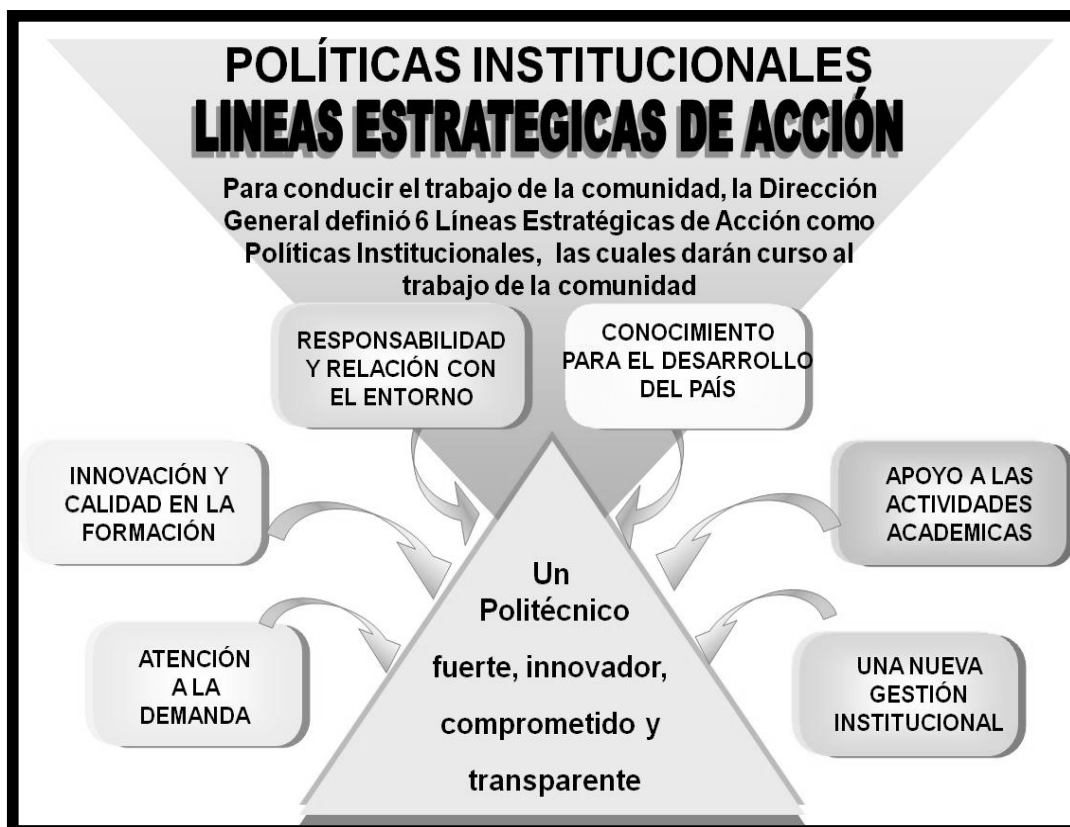 POLÍTICAS INSTITUCIONALES
LINEAS ESTRATEGICAS DE ACCIÓN
Para conducir el trabajo de la comunidad, la Dirección
General definió 6 Líneas Estratégicas de Acción como
Políticas Institucionales, las cuales darán curso al
trabajo de la comunidad
RESPONSABILIDAD
Y RELACIÓN CON
EL ENTORNO
CONOCIMIENTO
PARA EL DESARROLLO
DEL PAÍS
INNOVACIÓN Y
CALIDAD EN LA
FORMACIÓN
APOYO A LAS
ACTIVIDADES
ACADEMICAS
ATENCIÓN
A LA
DEMANDA
UNA NUEVA
GESTIÓN
INSTITUCIONAL
Un
Politécnico
fuerte, innovador,
comprometido y
transparente